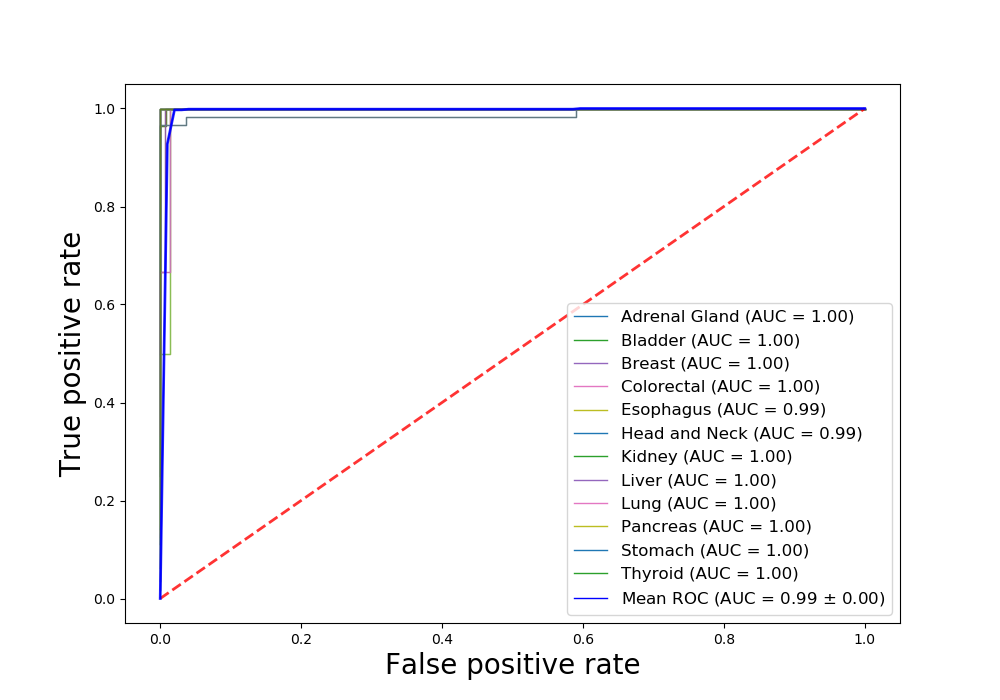 1.0
0.8
0.6
0.4
0.2
0.0
True positive rate
Adrenal Gland (AUC = 1.00)
Bladder (AUC = 1.00)
Breast (AUC = 1.00)
Colorectal (AUC = 1.00)
Esophagus (AUC = 0.99)
Head and Neck (AUC = 0.99)
Kidney (AUC = 1.00)
Liver (AUC = 1.00)
Lung (AUC = 1.00)
Pancreas (AUC = 1.00)
Stomach (AUC = 1.00)
Thyroid (AUC = 1.00)
Mean ROC (AUC = 0.99 ± 0.00)
0.0 0.2 0.4 0.6 0.8 1.0
False positive rate